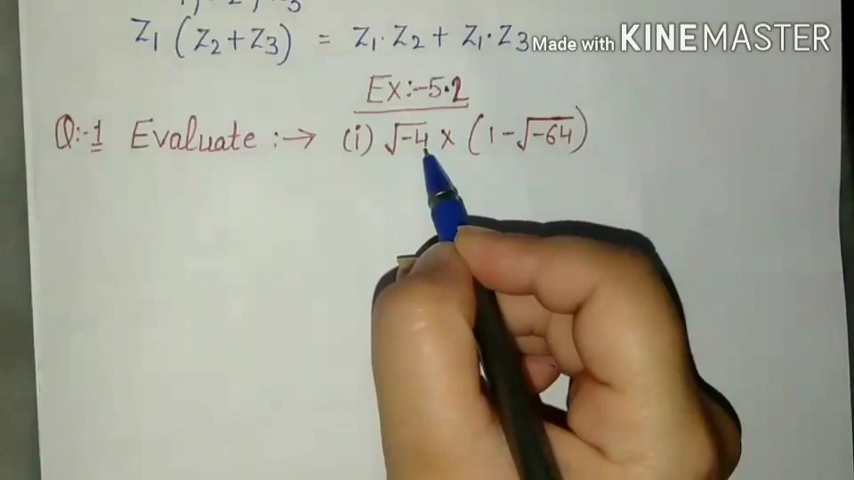 Z₁ (Z₂+Z₃) = Z₁·Z₂ + Z₁·Z₃
Made with KINEMASTER
Ex:-5.2
Q:-1 Evaluate :→ (i) √-4 × (1-√-64)